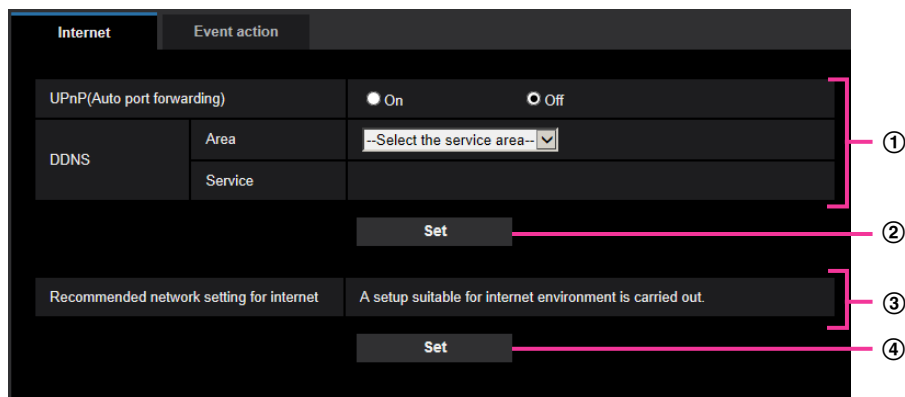 Internet Event action
UPnP(Auto port forwarding) On Off ①
DDNS Area --Select the service area--
Service
Set ②
Recommended network setting for internet A setup suitable for internet environment is carried out. ③
Set ④